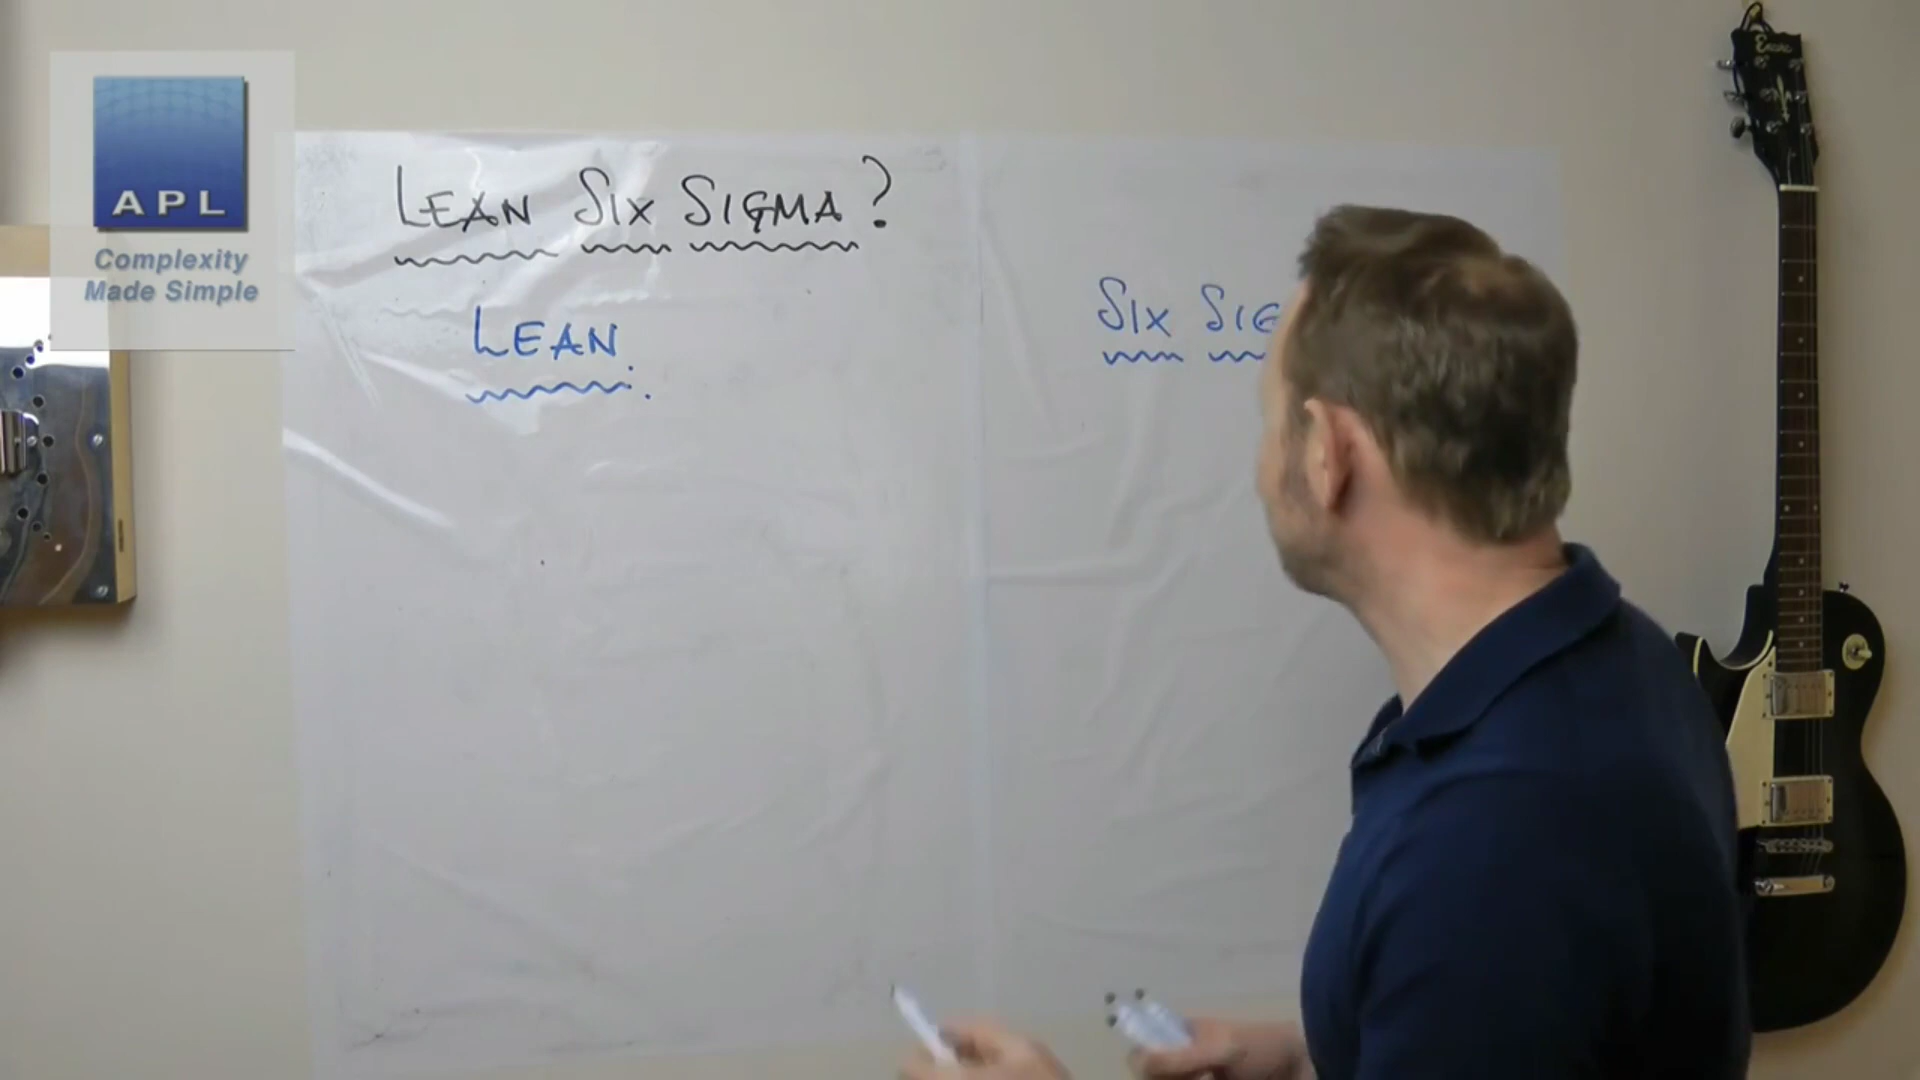 APL
Complexity
Made Simple
LEAN SIX SIGMA?
LEAN
SIX SIG